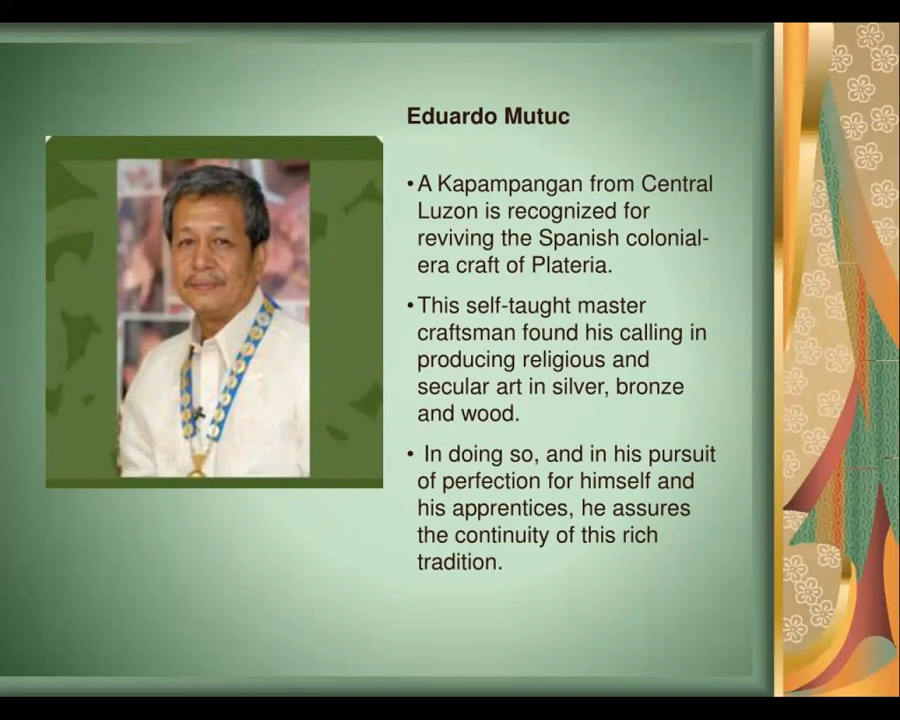 Eduardo Mutuc
• A Kapampangan from Central
Luzon is recognized for
reviving the Spanish colonial-
era craft of Plateria.
• This self-taught master
craftsman found his calling in
producing religious and
secular art in silver, bronze
and wood.
• In doing so, and in his pursuit
of perfection for himself and
his apprentices, he assures
the continuity of this rich
tradition.